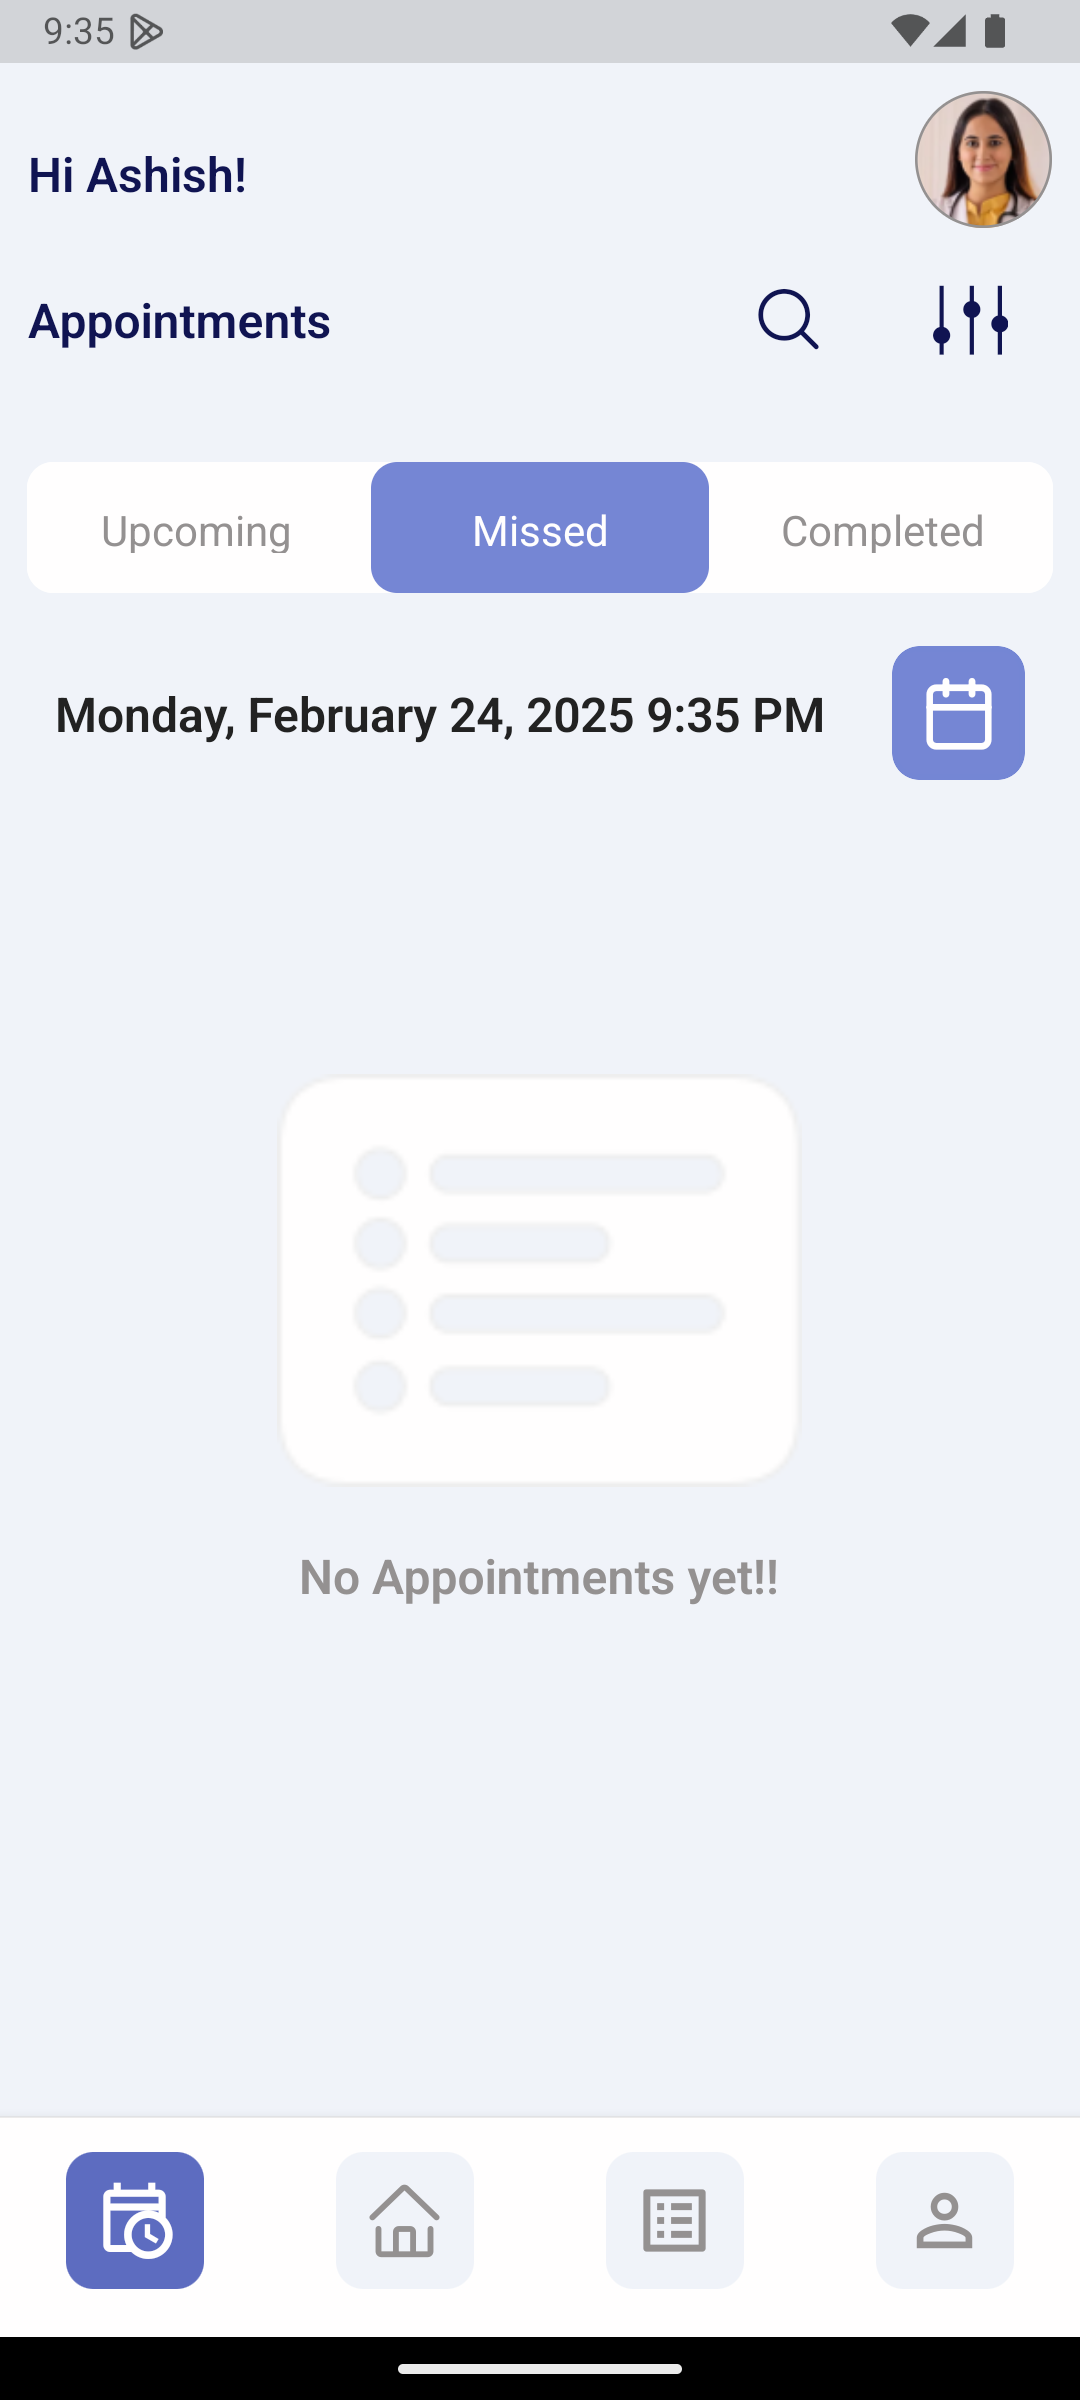 9:35
Hi Ashish!
Appointments
Upcoming Missed Completed
Monday, February 24, 2025 9:35 PM
No Appointments yet!!